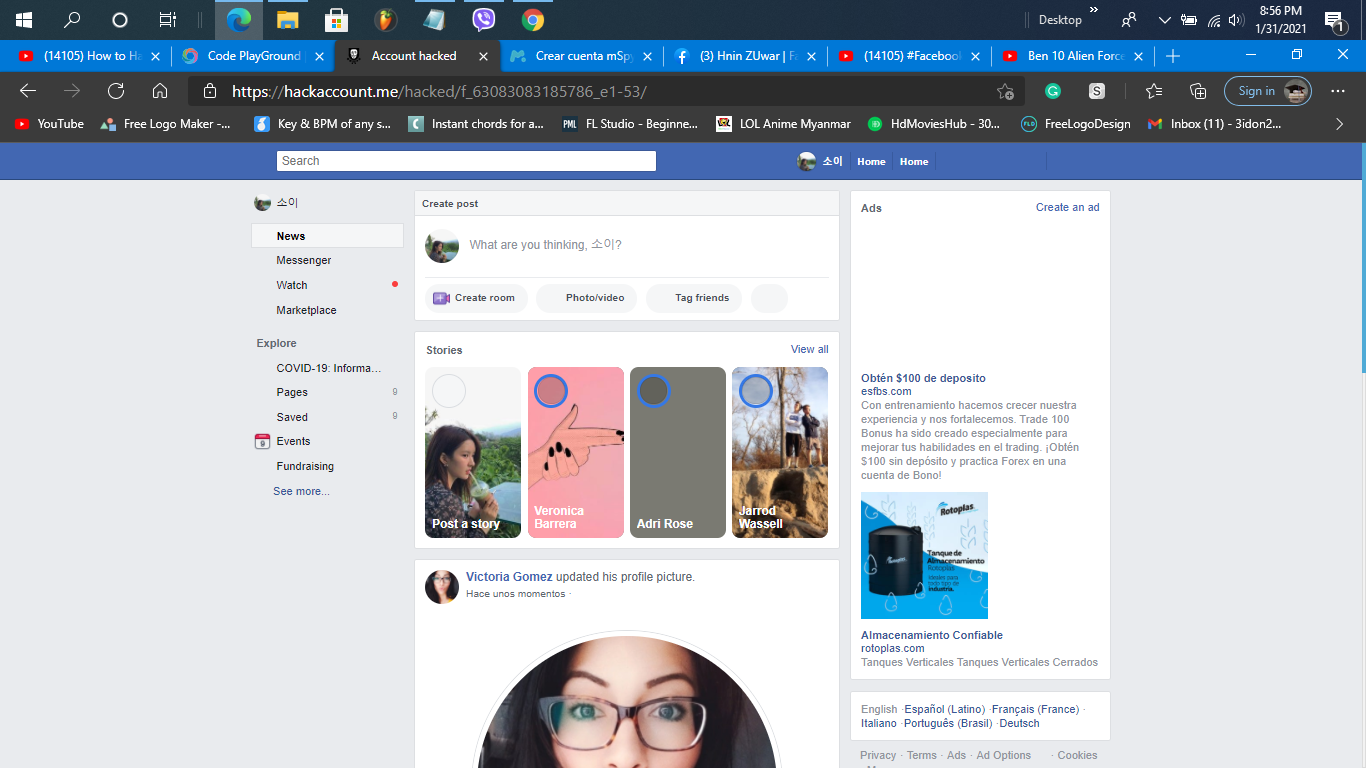 8:56 PM
Desktop
1/31/2021
1
(14105) How to Ha
Code PlayGround
Account hacked
Crear cuenta mSpy
(3) Hnin ZUwar | Fa
(14105) #Facebook
Ben 10 Alien Force
https://hackaccount.me/hacked/f_63083083185786_e1-53/
Sign in
YouTube
Free Logo Maker -...
Key & BPM of any s...
Instant chords for a...
PML
FL Studio - Beginne...
LOL Anime Myanmar
HdMoviesHub - 30...
FLD
FreeLogoDesign
Inbox (11) - 3idon2...
Search
소이
Home
Home
소이
News
Messenger
Watch
Marketplace
Explore
COVID-19: Informa...
Pages 9
Saved 9
Events
Fundraising
See more...
Create post
What are you thinking, 소이?
Create room
Photo/video
Tag friends
Stories
View all
Post a story
Veronica
Barrera
Adri Rose
Jarrod
Wassell
Victoria Gomez updated his profile picture.
Hace unos momentos ·
Ads
Create an ad
Obtén $100 de deposito
esfbs.com
Con entrenamiento hacemos crecer nuestra
experiencia y nos fortalecemos. Trade 100
Bonus ha sido creado especialmente para
mejorar tus habilidades en el trading. ¡Obtén
$100 sin depósito y practica Forex en una
cuenta de Bono!
Rotoplas
Tanque de
Almacenamiento
Rotoplas
Ideales para
todo tipo de
industria.
Almacenamiento Confiable
rotoplas.com
Tanques Verticales Tanques Verticales Cerrados
English ·Español (Latino) ·Français (France) ·
Italiano ·Português (Brasil) ·Deutsch
Privacy · Terms · Ads · Ad Options · Cookies